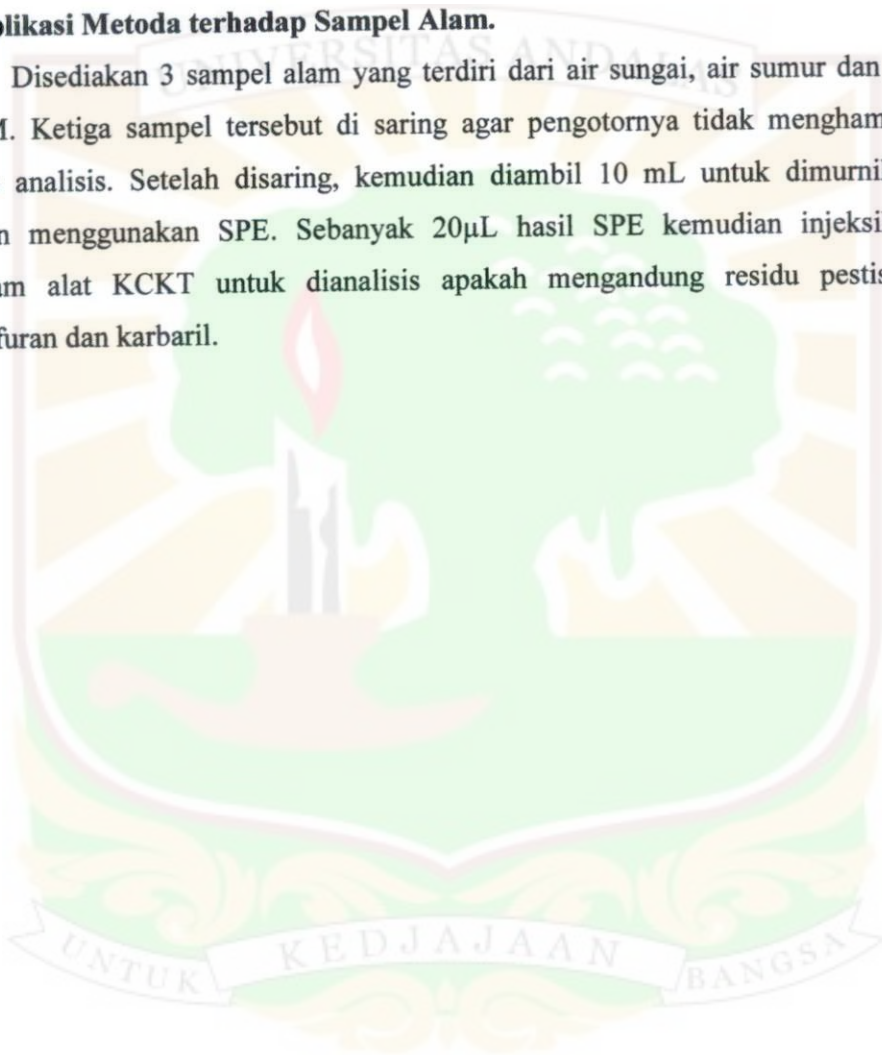 plikasi Metoda terhadap Sampel Alam.
UNIVERSITAS ANDALAS
Disediakan 3 sampel alam yang terdiri dari air sungai, air sumur dan
M. Ketiga sampel tersebut di saring agar pengotornya tidak mengham
analisis. Setelah disaring, kemudian diambil 10 mL untuk dimurni
n menggunakan SPE. Sebanyak 20µL hasil SPE kemudian injeksi
am alat KCKT untuk dianalisis apakah mengandung residu pestis
furan dan karbaril.
UNTUK KEDJAJAAN BANGSA